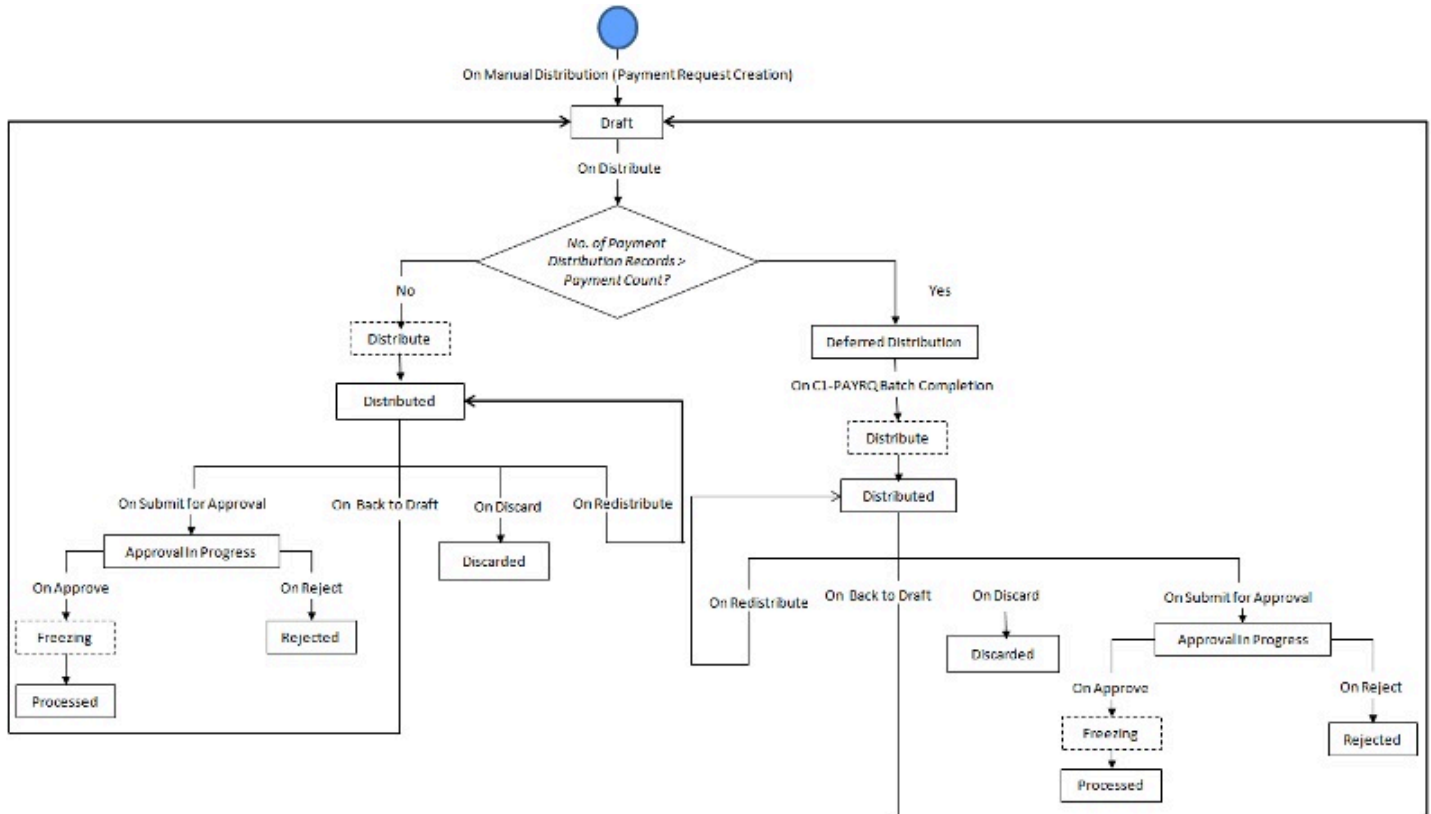 On Manual Distribution (Payment Request Creation)
Draft
On Distribute
No. of Payment
Distribution Records >
Payment Count?
No
Yes
Distribute
Deferred Distribution
On C1-PAYRQ Batch Completion
Distributed
Distribute
Distributed
On Submit for Approval
On Back to Draft
On Discard
On Redistribute
Approval In Progress
Discarded
On Approve
On Reject
Freezing
Rejected
Processed
On Redistribute
On Back to Draft
On Discard
On Submit for Approval
Discarded
Approval In Progress
On Approve
On Reject
Freezing
Rejected
Processed